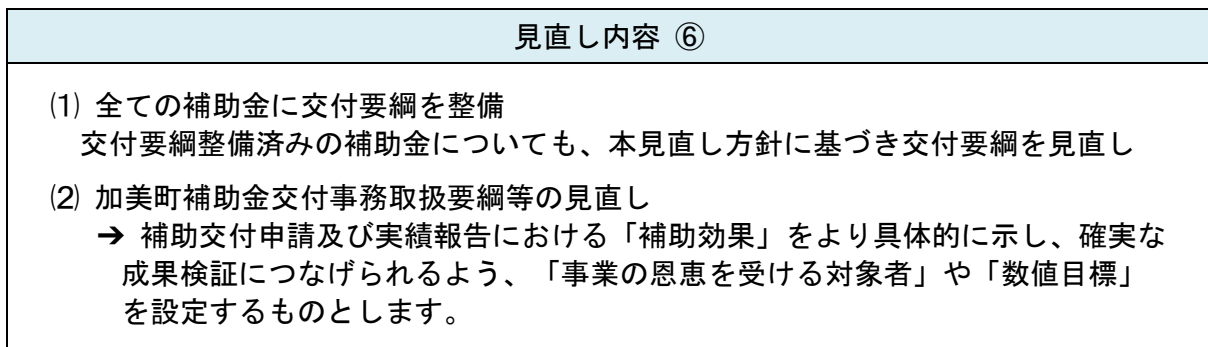 見直し内容 ⑥
⑴ 全ての補助金に交付要綱を整備
交付要綱整備済みの補助金についても、本見直し方針に基づき交付要綱を見直し
⑵ 加美町補助金交付事務取扱要綱等の見直し
➔ 補助交付申請及び実績報告における「補助効果」をより具体的に示し、確実な
成果検証につなげられるよう、「事業の恩恵を受ける対象者」や「数値目標」
を設定するものとします。